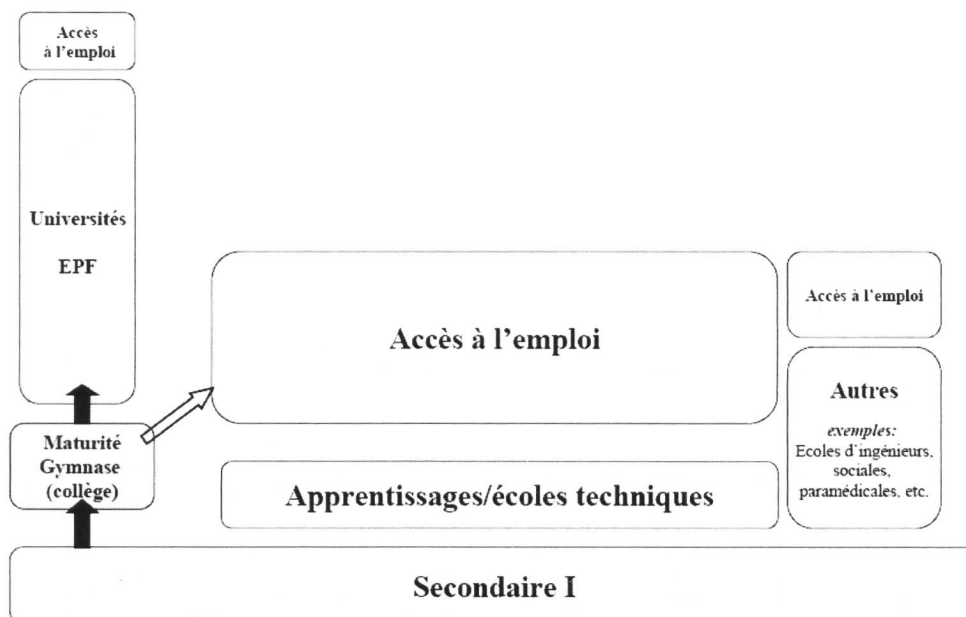 Accès
à l'emploi
Universités
EPF
Accès à l'emploi
Accès à l'emploi
Autres
exemples:
Ecoles d'ingénieurs,
sociales,
paramédicales, etc.
Maturité
Gymnase
(collège)
Apprentissages/écoles techniques
Secondaire I